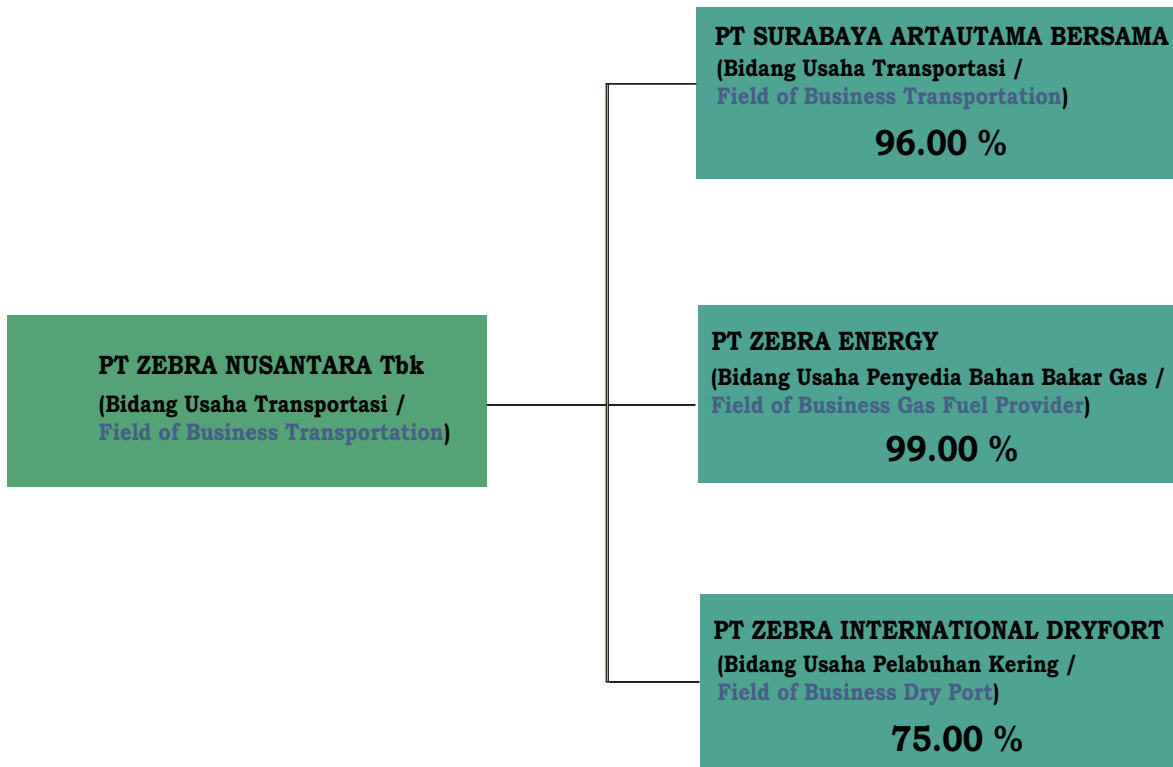 PT SURABAYA ARTAUTAMA BERSAMA
(Bidang Usaha Transportasi /
Field of Business Transportation)
96.00 %
PT ZEBRA NUSANTARA Tbk
(Bidang Usaha Transportasi /
Field of Business Transportation)
PT ZEBRA ENERGY
(Bidang Usaha Penyedia Bahan Bakar Gas /
Field of Business Gas Fuel Provider)
99.00 %
PT ZEBRA INTERNATIONAL DRYFORT
(Bidang Usaha Pelabuhan Kering /
Field of Business Dry Port)
75.00 %